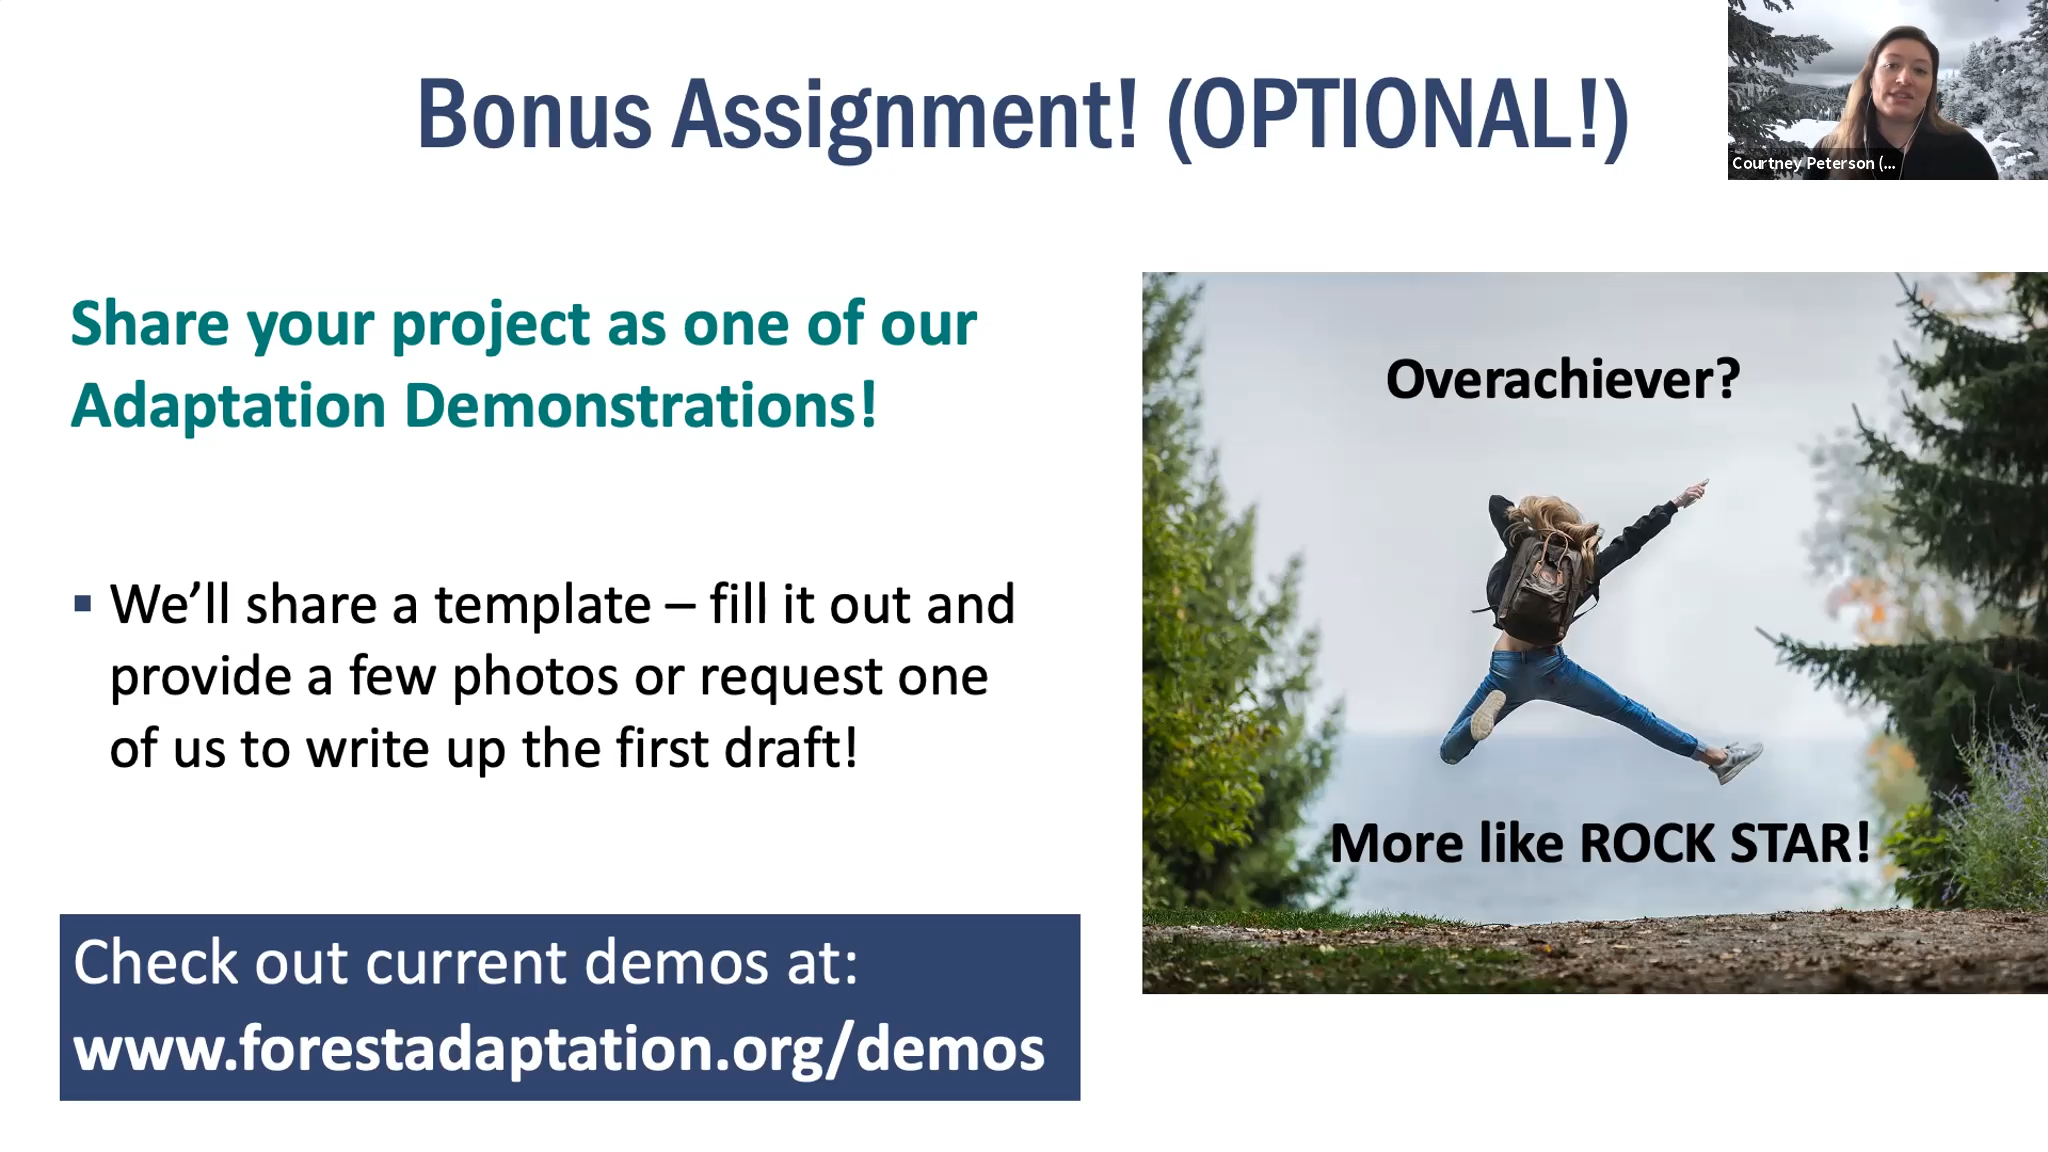 Bonus Assignment! (OPTIONAL!)
Courtney Peterson (...
Share your project as one of our
Adaptation Demonstrations!
▪ We’ll share a template – fill it out and
provide a few photos or request one
of us to write up the first draft!
Overachiever?
More like ROCK STAR!
Check out current demos at:
www.forestadaptation.org/demos